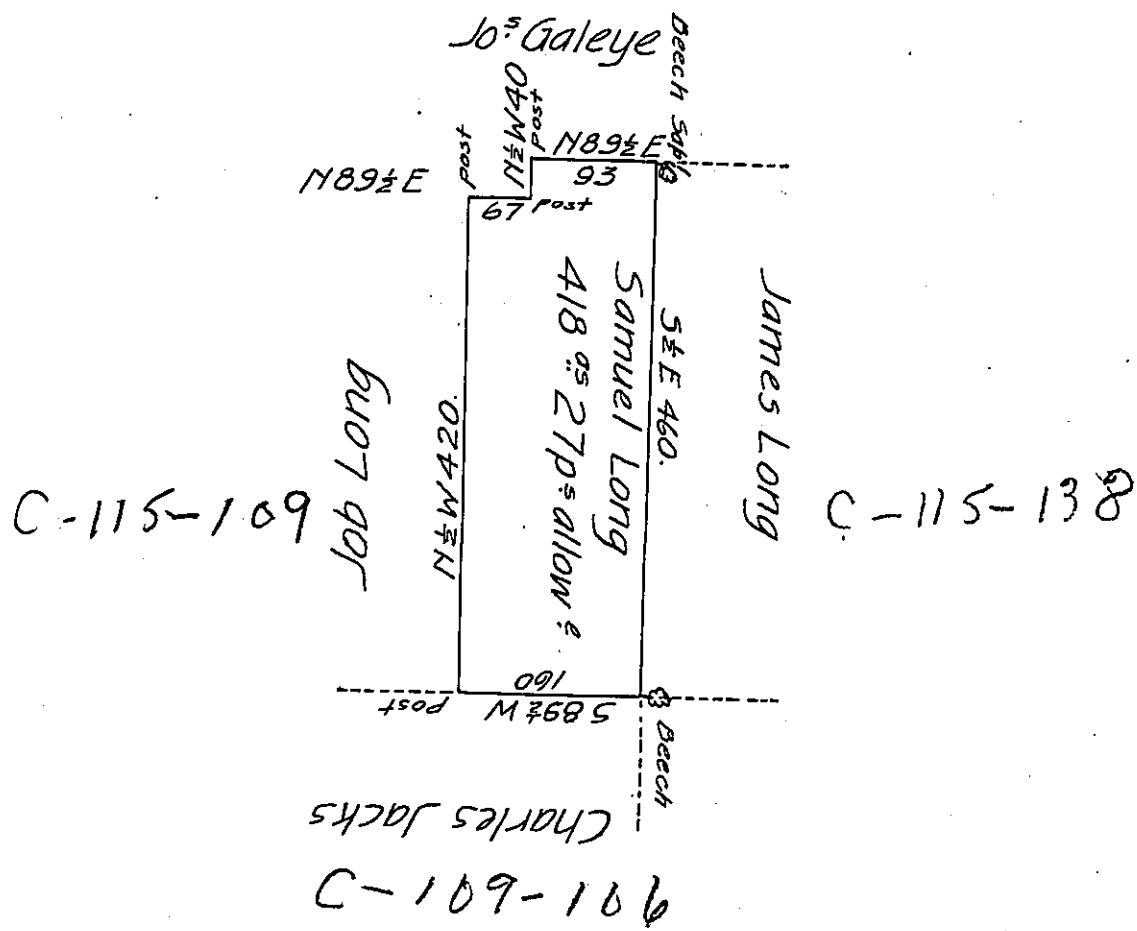 Jos. Galeye
Beech Sapl
N½W40
post
post
N89½E
93
N89½E
67
post
James Long
S½E 460.
Samuel Long
418 as 27ps allowe.
N½W420.
Job Long
C-115-109
C-115-138
160
S89½W
post
Beech
Charles Jacks
C-109-106